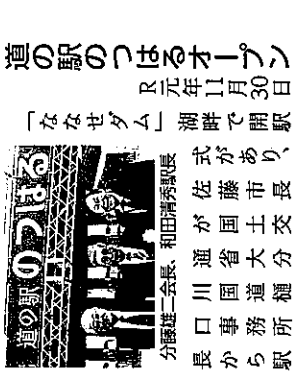 道の駅のつはるオープン
R元年11月30日
「ななせダム」湖畔で開駅
式があり、
佐藤市長
が国土交
通省大分
川国道樋
口事務所
長から駅
道の駅のつはる
分藤雄二会長、和田清秀駅長